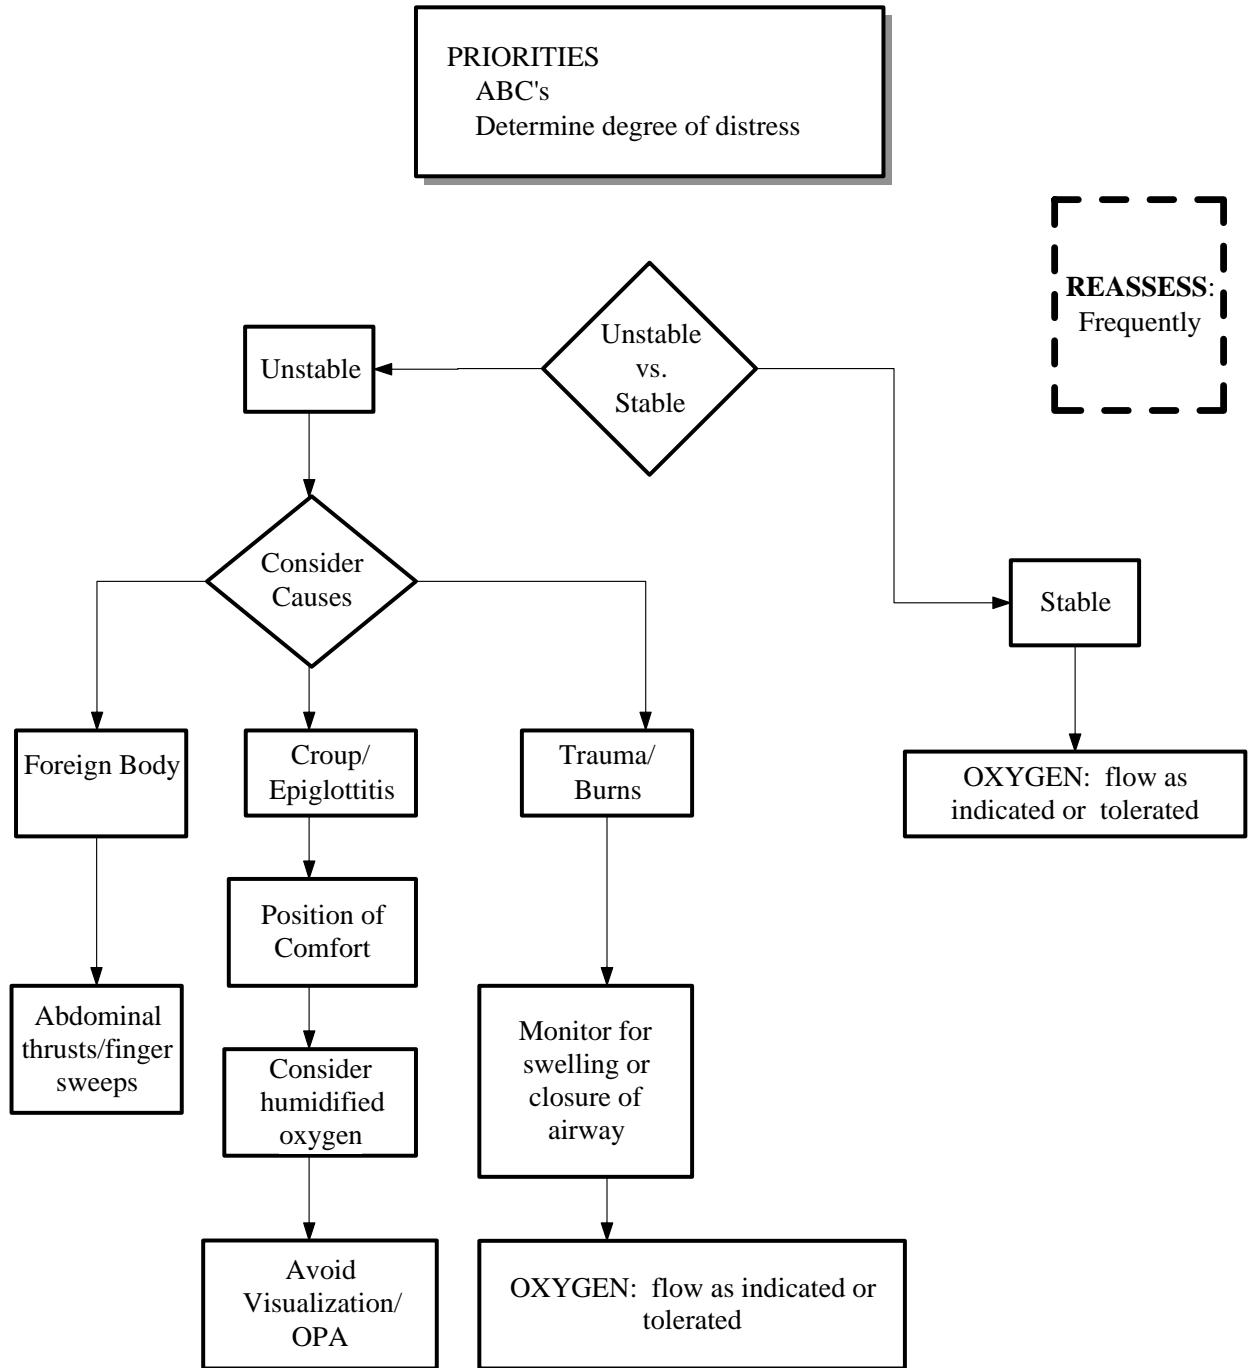 PRIORITIES
ABC's
Determine degree of distress
REASSESS:
Frequently
Unstable
vs.
Stable
Unstable
Consider
Causes
Stable
Foreign Body
Croup/
Epiglottitis
Trauma/
Burns
OXYGEN: flow as
indicated or tolerated
Position of
Comfort
Abdominal
thrusts/finger
sweeps
Monitor for
swelling or
closure of
airway
Consider
humidified
oxygen
Avoid
Visualization/
OPA
OXYGEN: flow as indicated or
tolerated